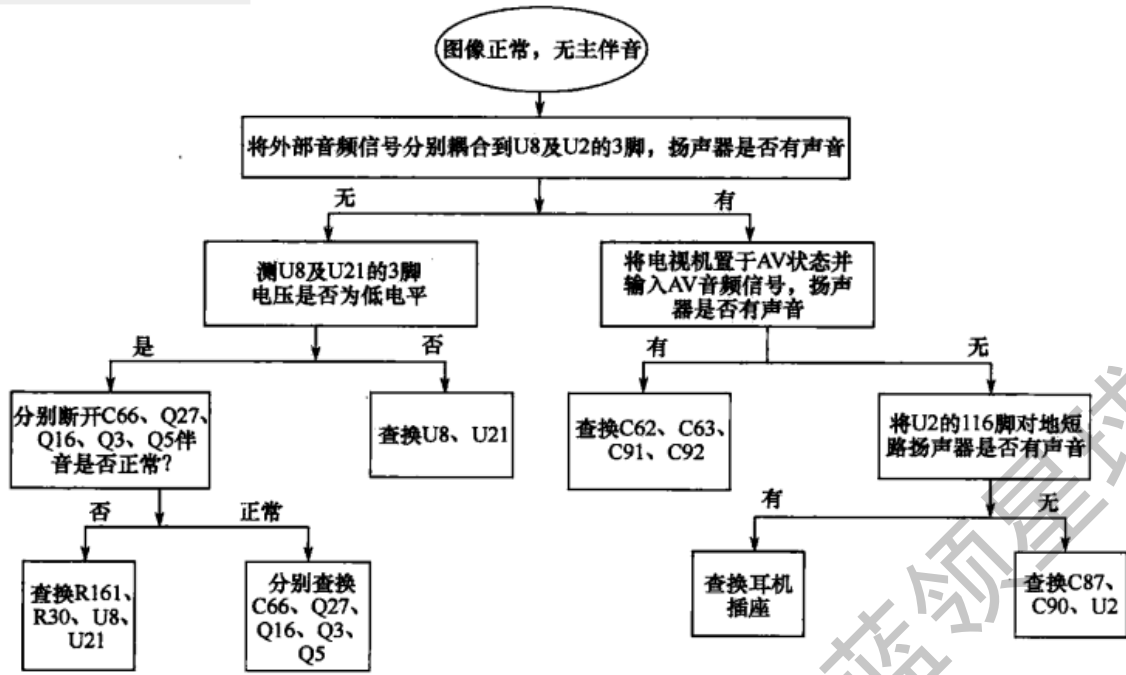 图像正常，无主伴音
将外部音频信号分别耦合到U8及U2的3脚，扬声器是否有声音
无
有
测U8及U21的3脚
电压是否为低电平
将电视机置于AV状态并
输入AV音频信号，扬声
器是否有声音
是
否
有
无
分别断开C66、Q27、
Q16、Q3、Q5伴
音是否正常？
查换U8、U21
查换C62、C63、
C91、C92
将U2的116脚对地短
路扬声器是否有声音
否
正常
有
无
查换R161、
R30、U8、
U21
分别查换
C66、Q27、
Q16、Q3、
Q5
查换耳机
插座
查换C87、
C90、U2
蓝领星球